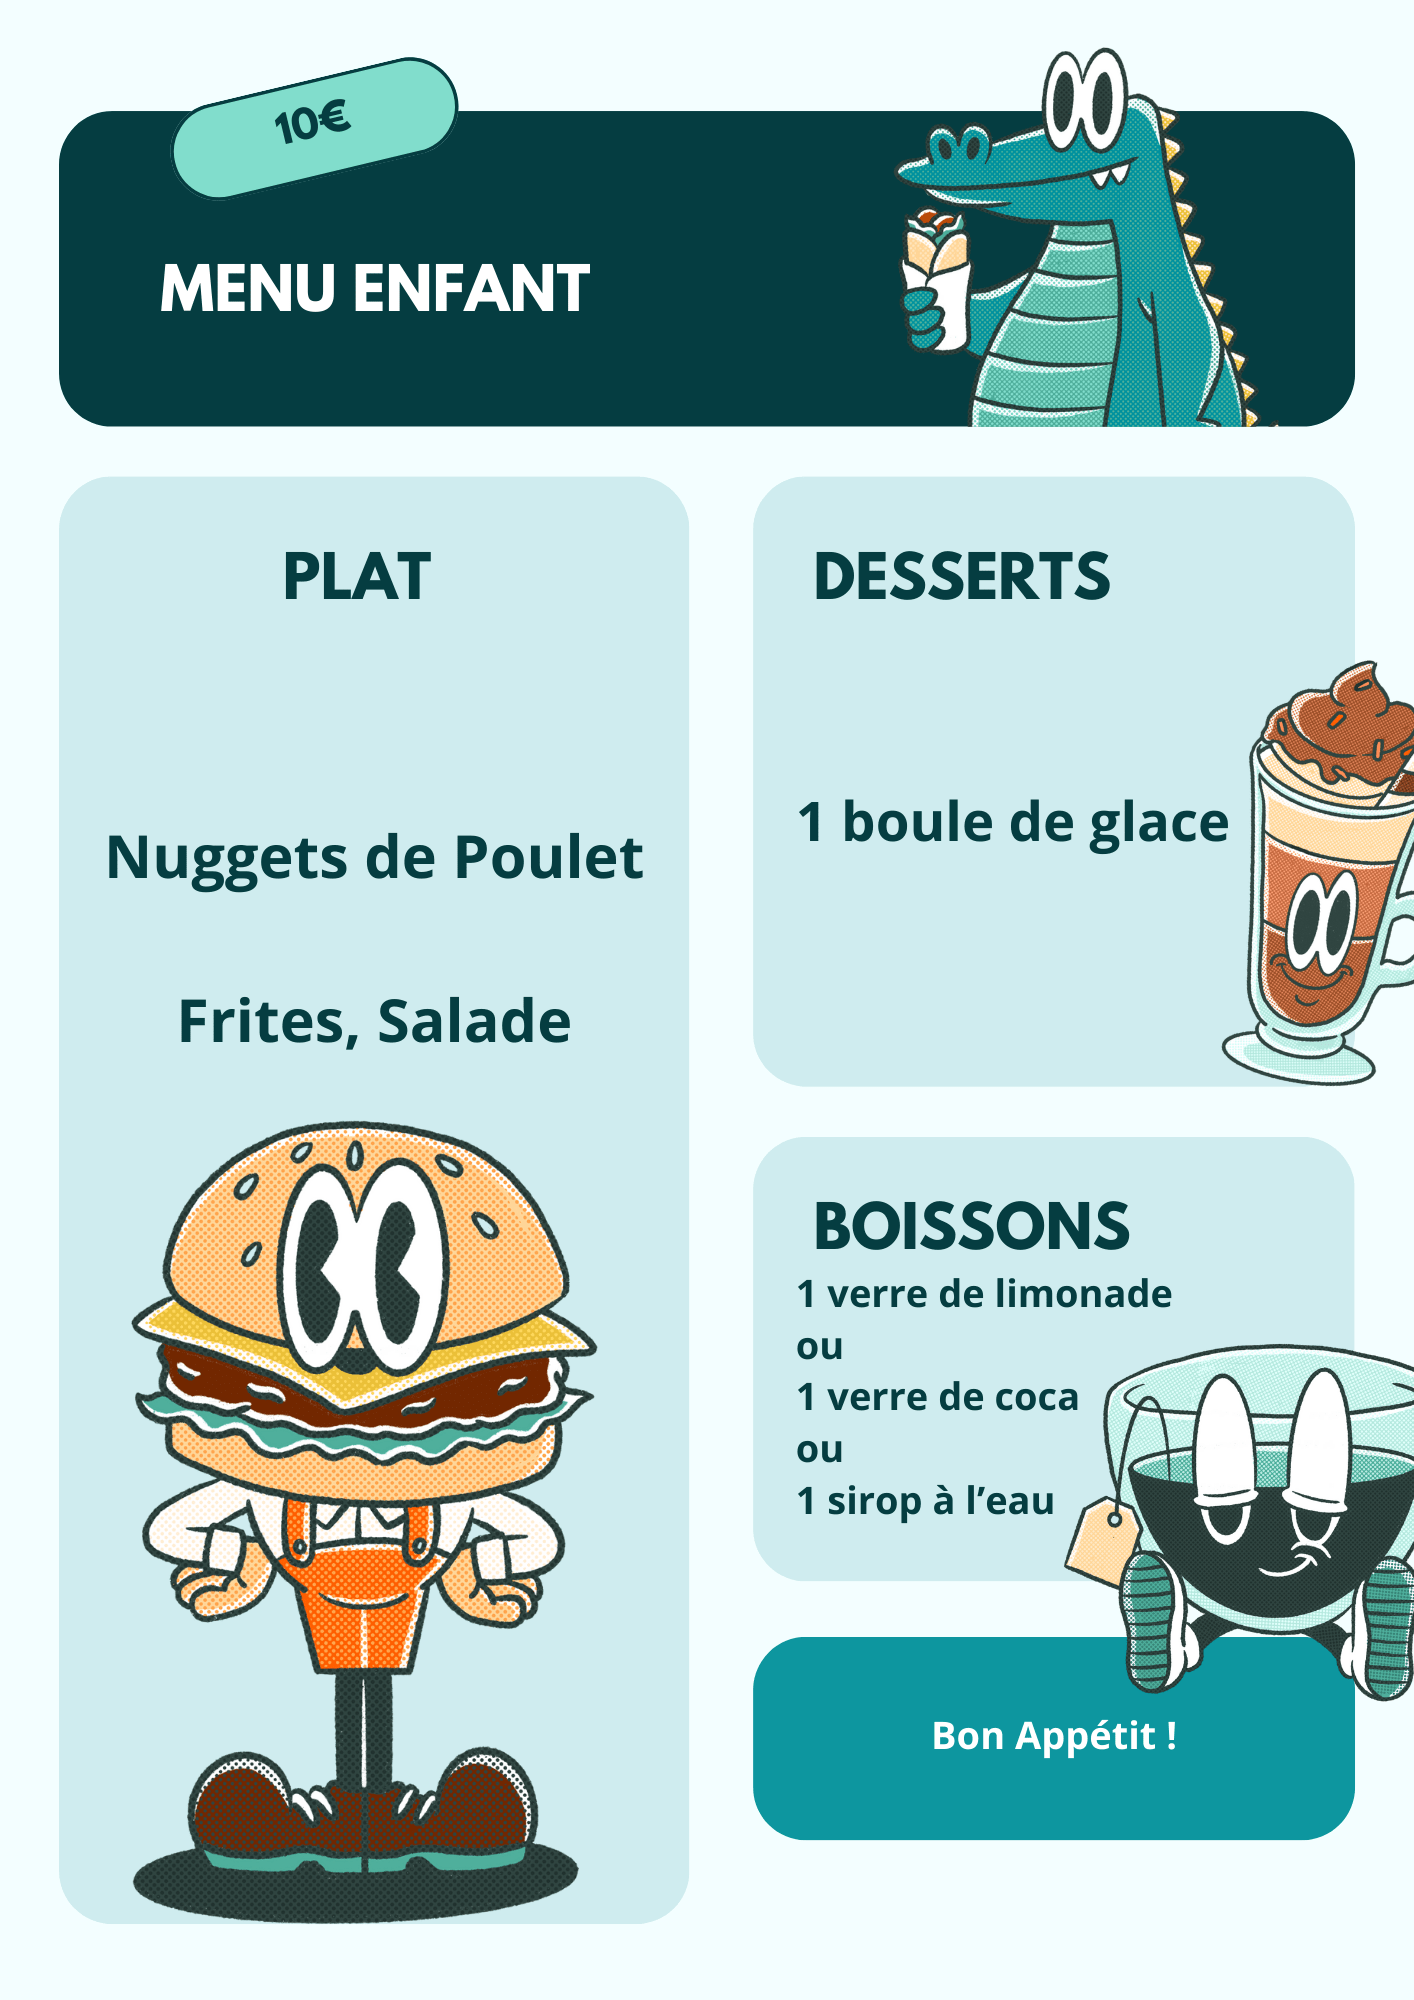 10€
MENU ENFANT
PLAT
Nuggets de Poulet
Frites, Salade
DESSERTS
1 boule de glace
BOISSONS
1 verre de limonade
ou
1 verre de coca
ou
1 sirop à l’eau
Bon Appétit !